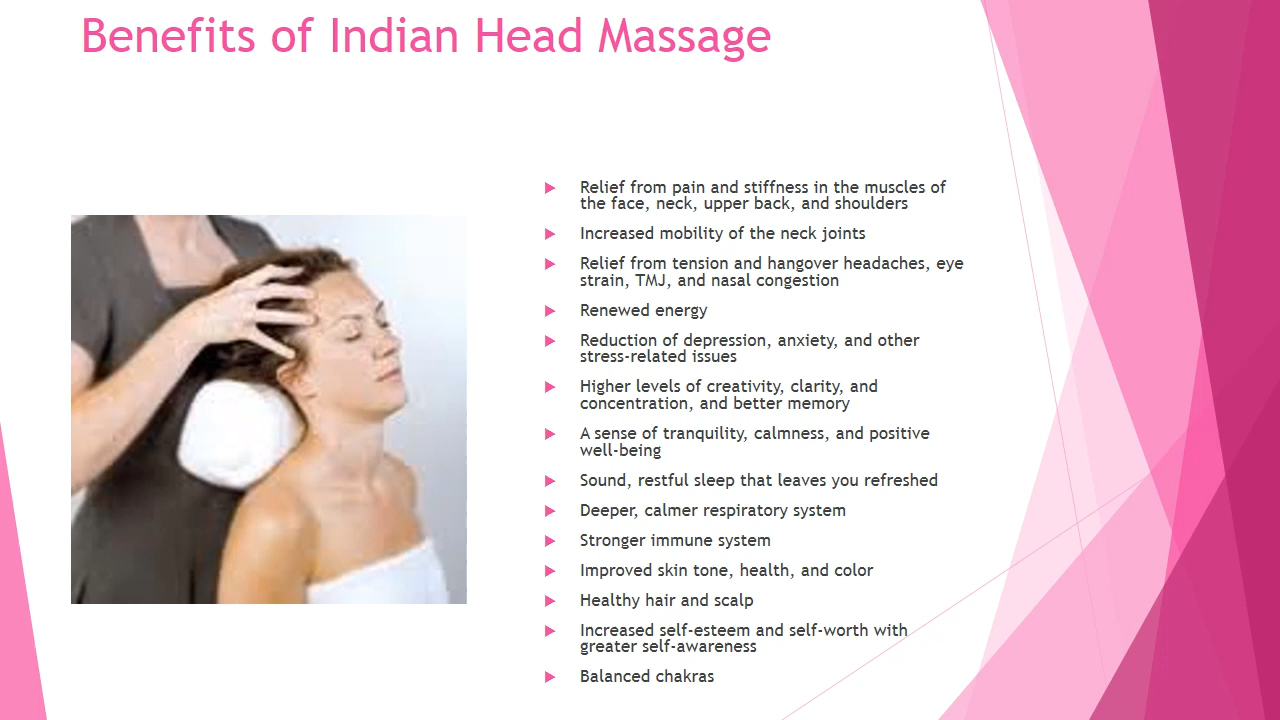 Benefits of Indian Head Massage
Relief from pain and stiffness in the muscles of
the face, neck, upper back, and shoulders
Increased mobility of the neck joints
Relief from tension and hangover headaches, eye
strain, TMJ, and nasal congestion
Renewed energy
Reduction of depression, anxiety, and other
stress-related issues
Higher levels of creativity, clarity, and
concentration, and better memory
A sense of tranquility, calmness, and positive
well-being
Sound, restful sleep that leaves you refreshed
Deeper, calmer respiratory system
Stronger immune system
Improved skin tone, health, and color
Healthy hair and scalp
Increased self-esteem and self-worth with
greater self-awareness
Balanced chakras